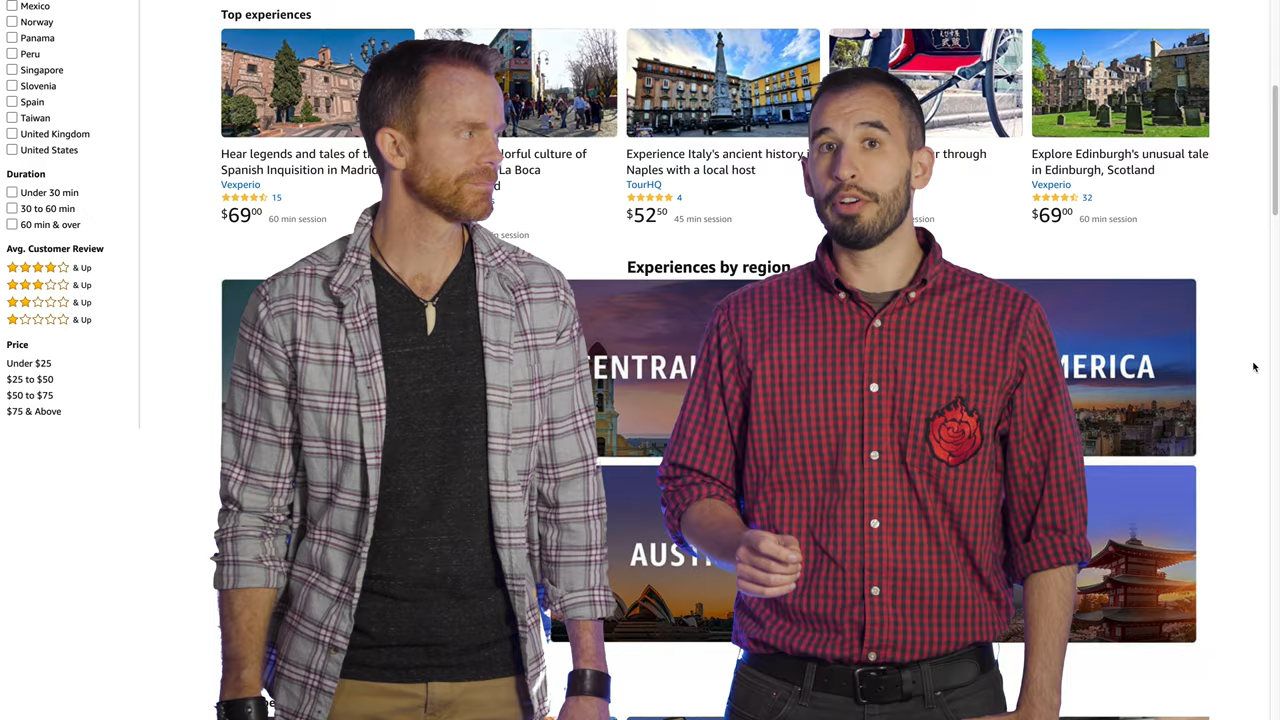 Mexico
Norway
Panama
Peru
Singapore
Slovenia
Spain
Taiwan
United Kingdom
United States
Duration
Under 30 min
30 to 60 min
60 min & over
Avg. Customer Review
& Up
& Up
& Up
& Up
Price
Under $25
$25 to $50
$50 to $75
$75 & Above
Top experiences
Hear legends and tales of
Spanish Inquisition in Madrid
Vexperio
15
$69.00 60 min session
culture of
La Boca
session
Experience Italy's ancient history
Naples with a local host
TourHQ
4
$52.50 45 min session
through
Explore Edinburgh's unusual tale
in Edinburgh, Scotland
Vexperio
32
$69.00 60 min session
Experiences by region
ENTRAL
MERICA
AUST